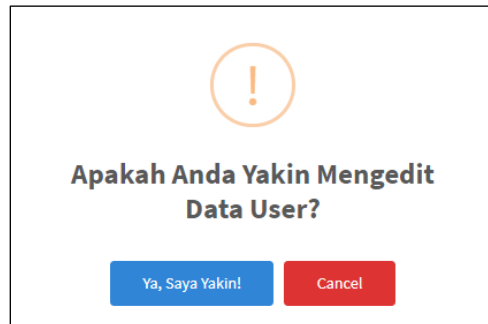 !
Apakah Anda Yakin Mengedit
Data User?
Ya, Saya Yakin!
Cancel